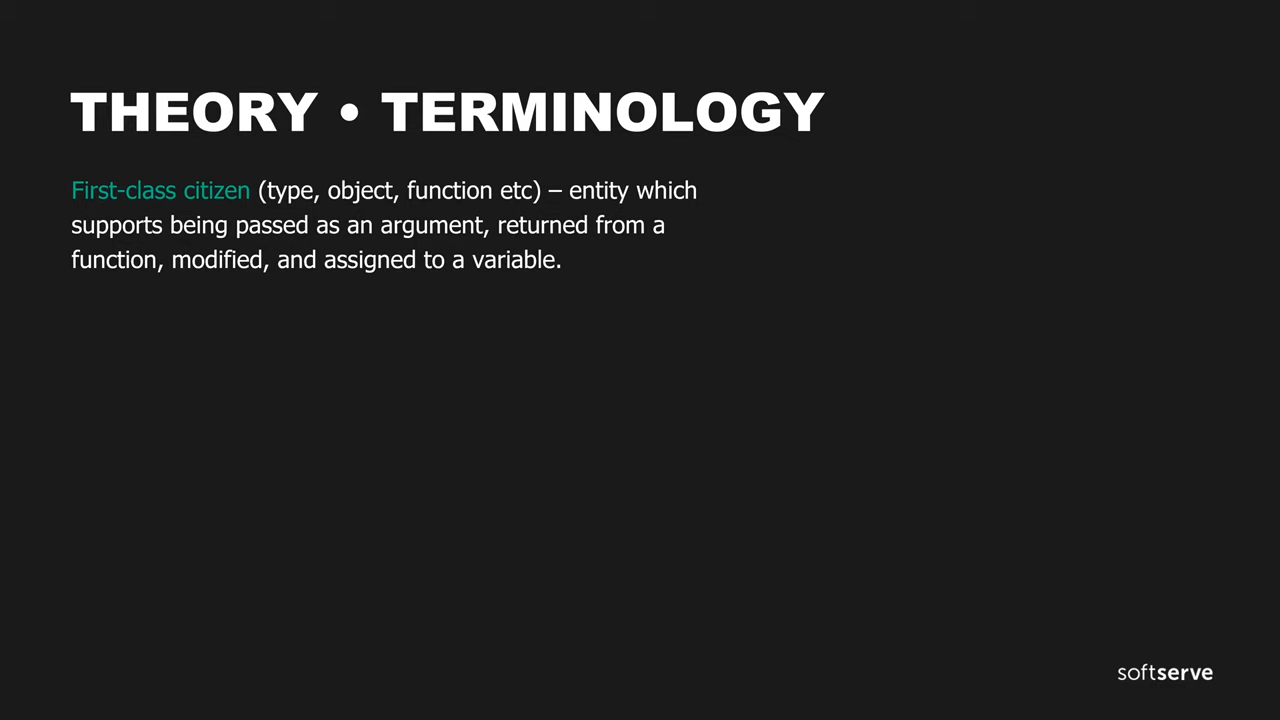 THEORY • TERMINOLOGY
First-class citizen (type, object, function etc) – entity which
supports being passed as an argument, returned from a
function, modified, and assigned to a variable.
softserve